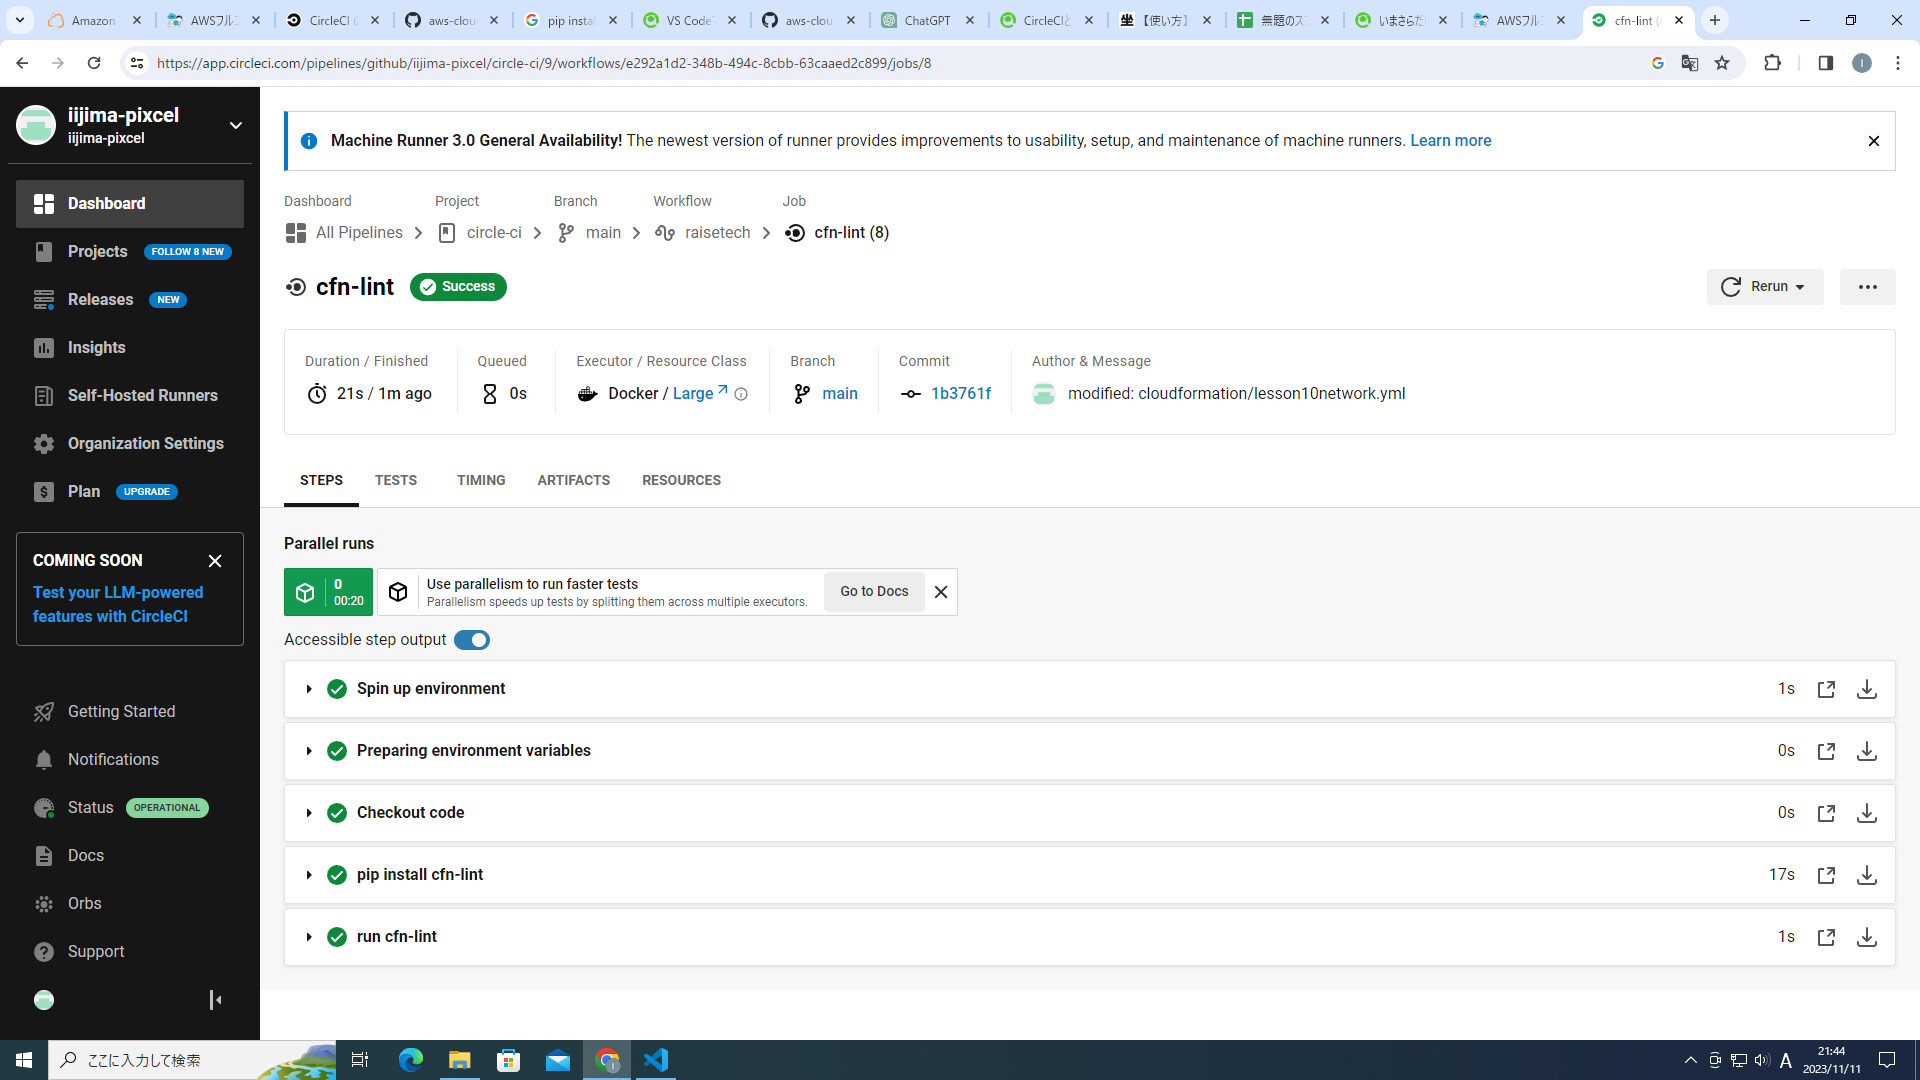 Amazon
AWSフルコ
CircleCI (
aws-clou
pip insta
VS Code
aws-clou
ChatGPT
CircleCIと
【使い方】
無題のス
いまさらだ
AWSフルコ
cfn-lint (
https://app.circleci.com/pipelines/github/iijima-pixcel/circle-ci/9/workflows/e292a1d2-348b-494c-8cbb-63caaed2c899/jobs/8
I
iijima-pixcel
iijima-pixcel
Dashboard
Projects FOLLOW 8 NEW
Releases NEW
Insights
Self-Hosted Runners
Organization Settings
Plan UPGRADE
COMING SOON
Test your LLM-powered
features with CircleCI
Getting Started
Notifications
Status OPERATIONAL
Docs
Orbs
Support
Machine Runner 3.0 General Availability! The newest version of runner provides improvements to usability, setup, and maintenance of machine runners. Learn more
Dashboard Project Branch Workflow Job
All Pipelines circle-ci main raisetech cfn-lint (8)
cfn-lint Success Rerun
Duration / Finished Queued Executor / Resource Class Branch Commit Author & Message
21s / 1m ago 0s Docker / Large main 1b3761f modified: cloudformation/lesson10network.yml
STEPS TESTS TIMING ARTIFACTS RESOURCES
Parallel runs
0
00:20
Use parallelism to run faster tests
Parallelism speeds up tests by splitting them across multiple executors.
Go to Docs
Accessible step output
Spin up environment 1s
Preparing environment variables 0s
Checkout code 0s
pip install cfn-lint 17s
run cfn-lint 1s
ここに入力して検索
A
21:44
2023/11/11